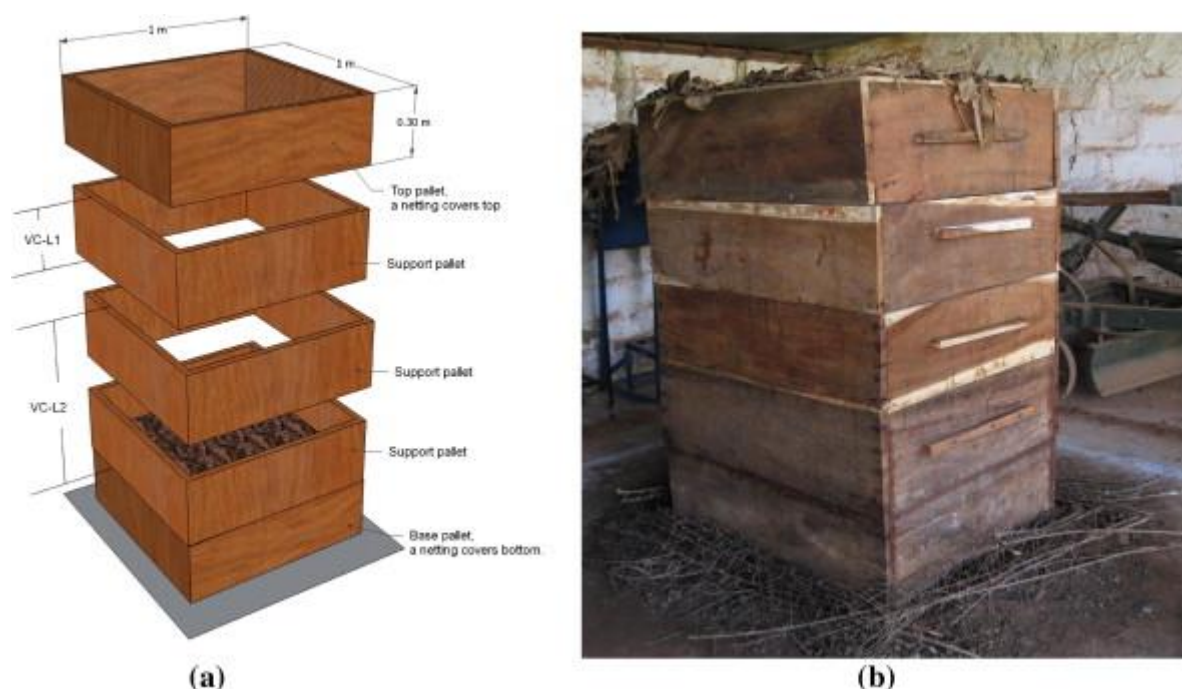 1 m
1 m
0.30 m
Top pallet,
a netting covers top
VC-L1
Support pallet
Support pallet
VC-L2
Support pallet
Base pallet,
a netting covers bottom.
(a)
(b)